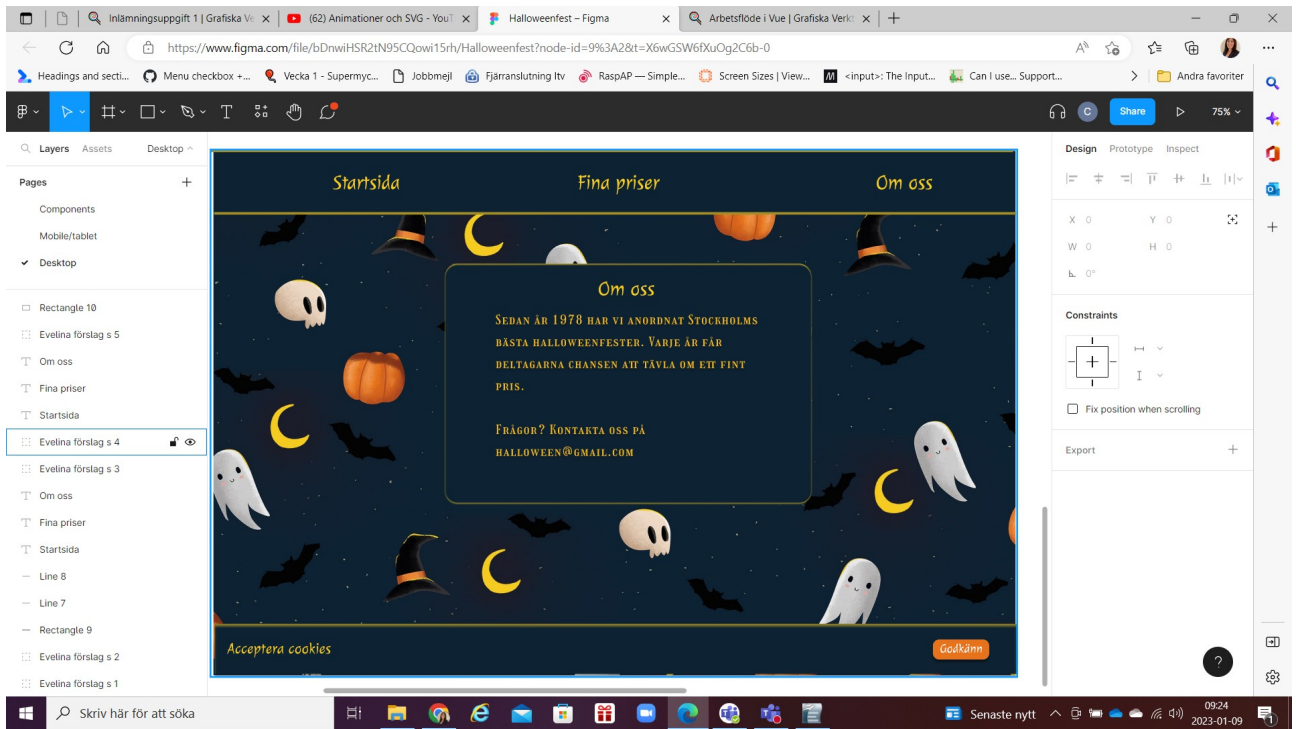 Inlämningsuppgift 1 | Grafiska Ve
(62) Animationer och SVG - YouT
Halloweenfest – Figma
Arbetsflöde i Vue | Grafiska Verk
https://www.figma.com/file/bDnwiHSR2tN95CQowi15rh/Halloweenfest?node-id=9%3A2&t=X6wGSW6fXuOg2C6b-0
Headings and secti...
Menu checkbox +...
Vecka 1 - Supermyc...
Jobbmejl
Fjärranslutning ltv
RaspAP — Simple...
Screen Sizes | View...
<input>: The Input...
Can I use... Support...
Andra favoriter
C
Share
75%
Layers
Assets
Desktop
Pages
Components
Mobile/tablet
Desktop
Rectangle 10
Evelina förslag s 5
Om oss
Fina priser
Startsida
Evelina förslag s 4
Evelina förslag s 3
Om oss
Fina priser
Startsida
Line 8
Line 7
Rectangle 9
Evelina förslag s 2
Evelina förslag s 1
Startsida
Fina priser
Om oss
Om oss
Sedan år 1978 har vi anordnat Stockholms
bästa halloweenfester. Varje år får
deltagarna chansen att tävla om ett fint
pris.
Frågor? Kontakta oss på
halloween@gmail.com
Acceptera cookies
Godkänn
Design
Prototype
Inspect
X 0
Y 0
W 0
H 0
0°
Constraints
Fix position when scrolling
Export
?
Skriv här för att söka
Senaste nytt
09:24
2023-01-09
1